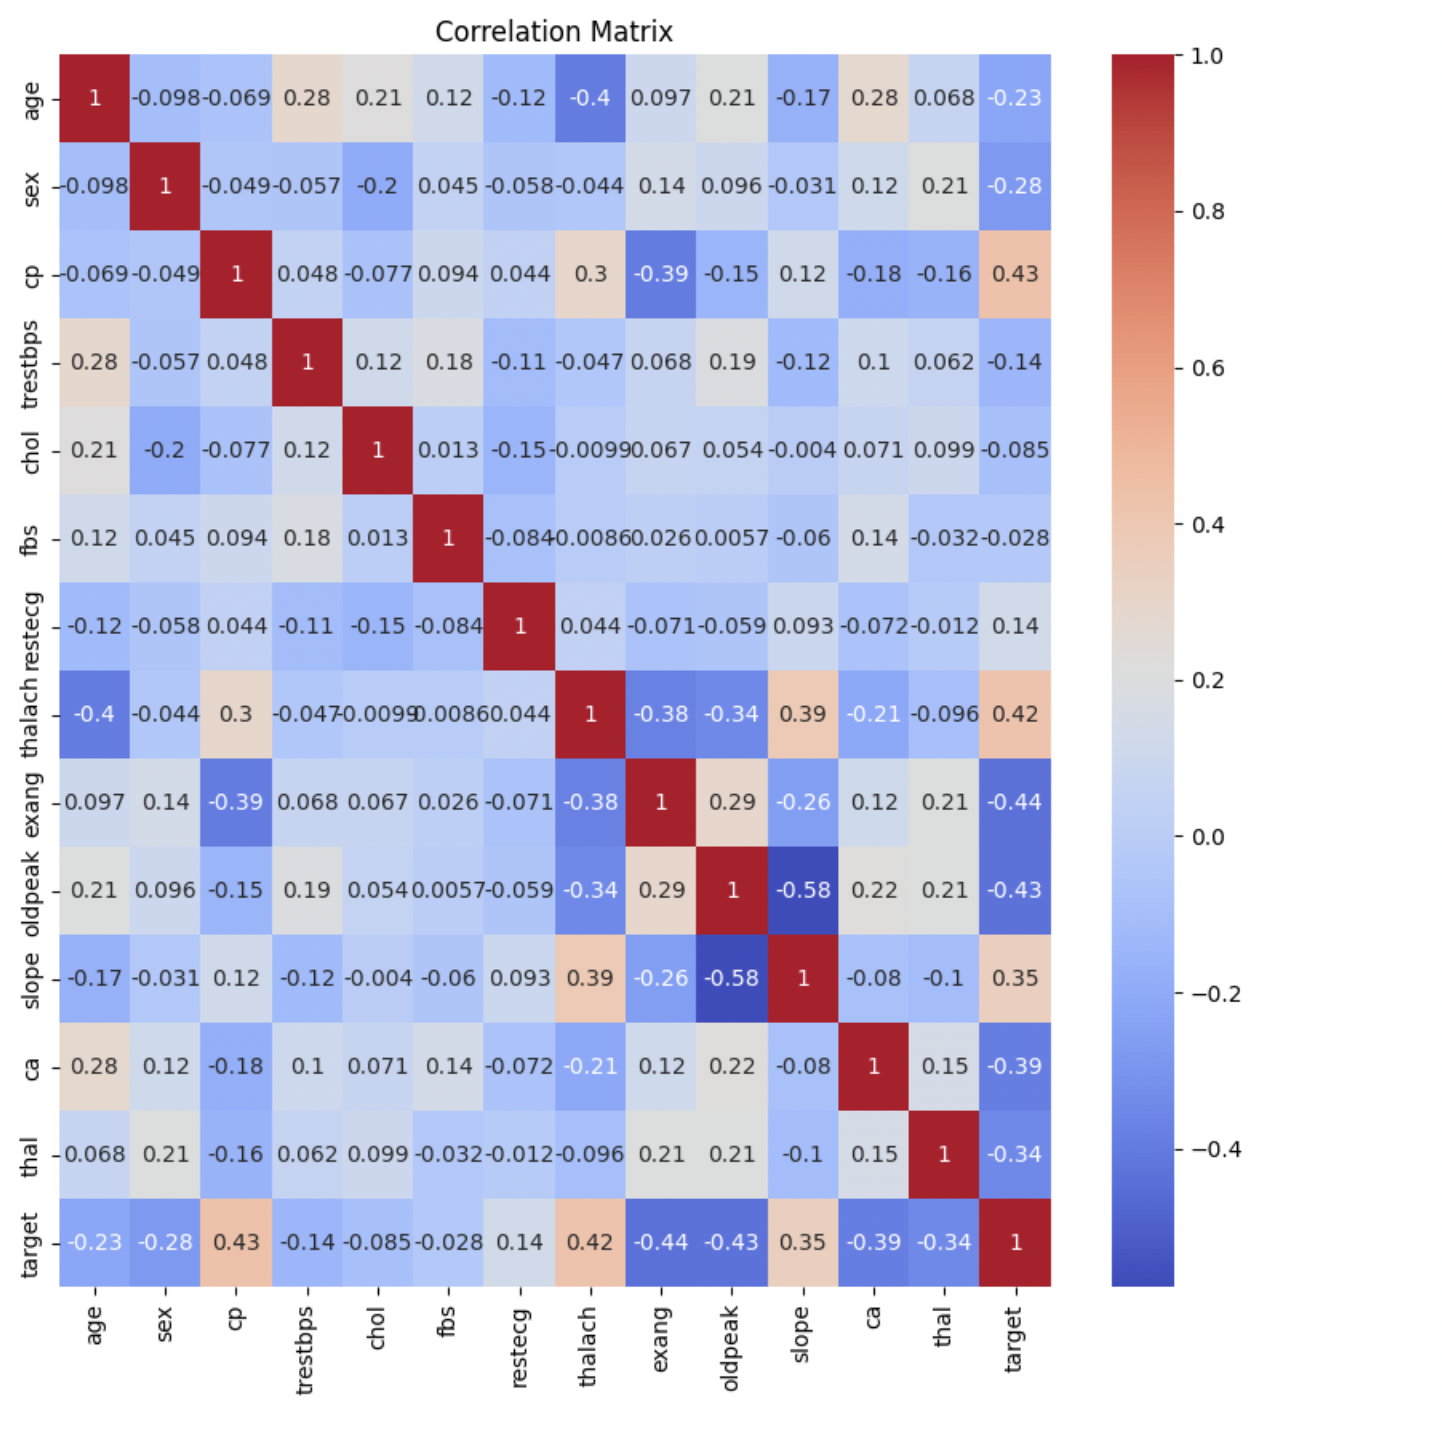 Correlation Matrix
age 1 -0.098 -0.069 0.28 0.21 0.12 -0.12 -0.4 0.097 0.21 -0.17 0.28 0.068 -0.23
sex -0.098 1 -0.049 -0.057 -0.2 0.045 -0.058 -0.044 0.14 0.096 -0.031 0.12 0.21 -0.28
cp -0.069 -0.049 1 0.048 -0.077 0.094 0.044 0.3 -0.39 -0.15 0.12 -0.18 -0.16 0.43
trestbps 0.28 -0.057 0.048 1 0.12 0.18 -0.11 -0.047 0.068 0.19 -0.12 0.1 0.062 -0.14
chol 0.21 -0.2 -0.077 0.12 1 0.013 -0.15 -0.0099 0.067 0.054 -0.004 0.071 0.099 -0.085
fbs 0.12 0.045 0.094 0.18 0.013 1 -0.084 -0.0086 0.026 0.0057 -0.06 0.14 -0.032 -0.028
restecg -0.12 -0.058 0.044 -0.11 -0.15 -0.084 1 0.044 -0.071 -0.059 0.093 -0.072 -0.012 0.14
thalach -0.4 -0.044 0.3 -0.047 -0.0099 -0.0086 0.044 1 -0.38 -0.34 0.39 -0.21 -0.096 0.42
exang 0.097 0.14 -0.39 0.068 0.067 0.026 -0.071 -0.38 1 0.29 -0.26 0.12 0.21 -0.44
oldpeak 0.21 0.096 -0.15 0.19 0.054 0.0057 -0.059 -0.34 0.29 1 -0.58 0.22 0.21 -0.43
slope -0.17 -0.031 0.12 -0.12 -0.004 -0.06 0.093 0.39 -0.26 -0.58 1 -0.08 -0.1 0.35
ca 0.28 0.12 -0.18 0.1 0.071 0.14 -0.072 -0.21 0.12 0.22 -0.08 1 0.15 -0.39
thal 0.068 0.21 -0.16 0.062 0.099 -0.032 -0.012 -0.096 0.21 0.21 -0.1 0.15 1 -0.34
target -0.23 -0.28 0.43 -0.14 -0.085 -0.028 0.14 0.42 -0.44 -0.43 0.35 -0.39 -0.34 1
age sex cp trestbps chol fbs restecg thalach exang oldpeak slope ca thal target
1.0
0.8
0.6
0.4
0.2
0.0
−0.2
−0.4